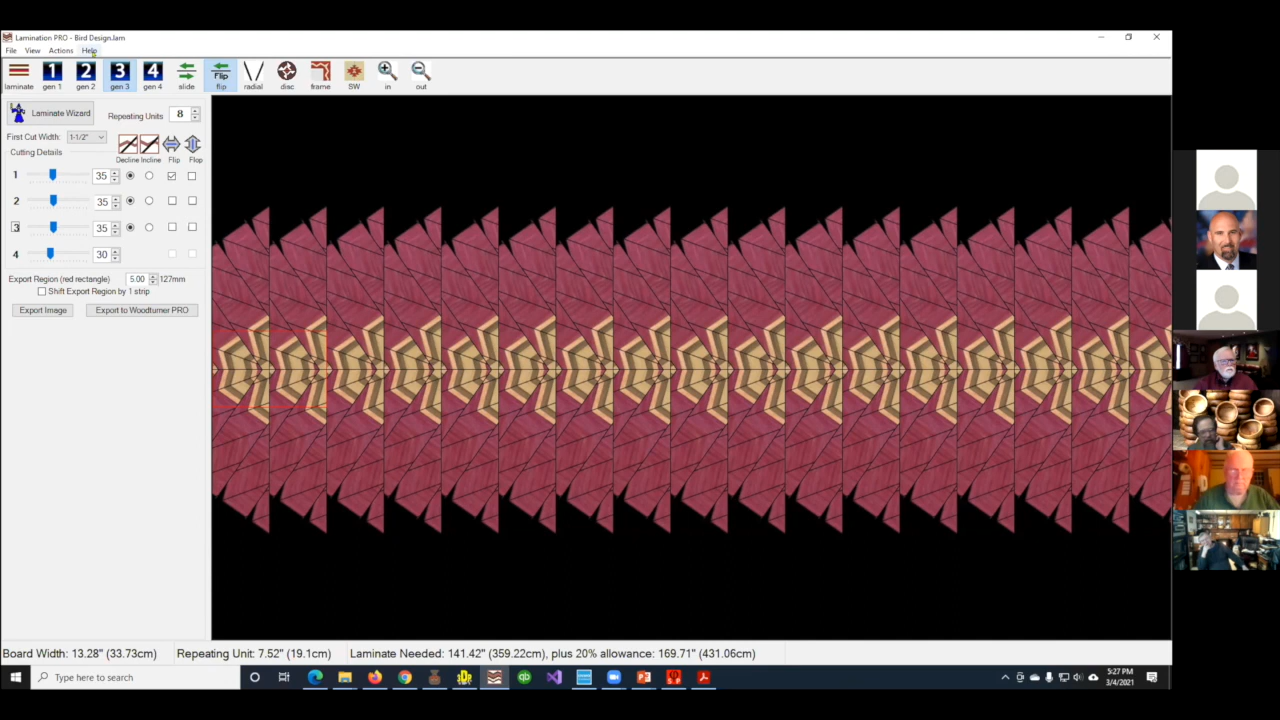 Lamination PRO - Bird Design.lam
File View Actions Help
1 2 3 4 Flip
laminate gen 1 gen 2 gen 3 gen 4 slide flip radial disc frame SW in out
Laminate Wizard Repeating Units 8
First Cut Width: 1-1/2"
Cutting Details Decline Incline Flip Flop
1 35
2 35
3 35
4 30
Export Region (red rectangle) 5.00 127mm
Shift Export Region by 1 strip
Export Image Export to Woodturner PRO
Board Width: 13.28" (33.73cm) Repeating Unit: 7.52" (19.1cm) Laminate Needed: 141.42" (359.22cm), plus 20% allowance: 169.71" (431.06cm)
Type here to search
5:27 PM
3/4/2021